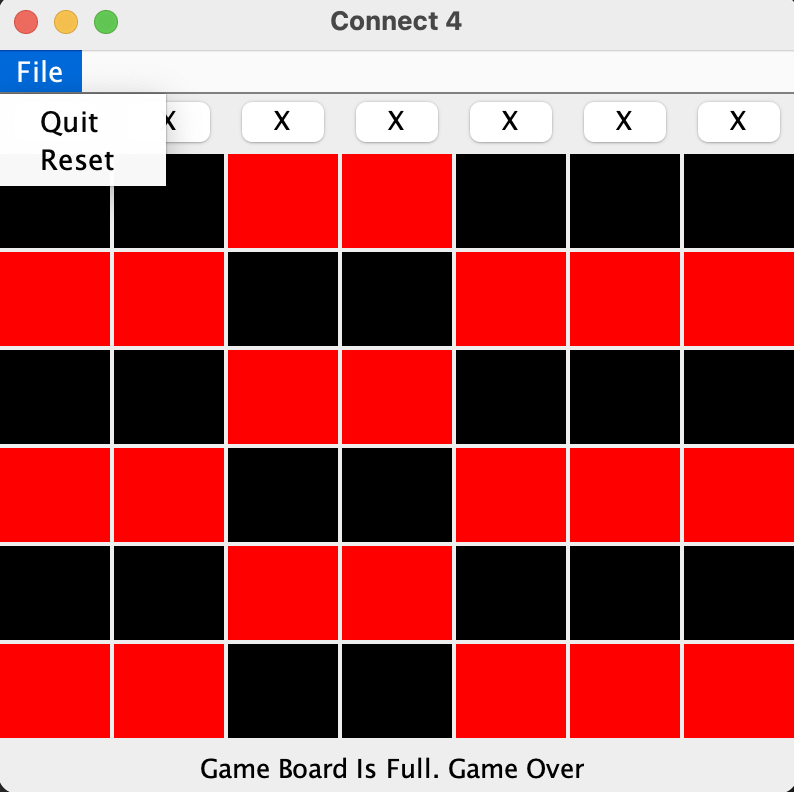 Connect 4
File
Quit
Reset
X X X X X X
Game Board Is Full. Game Over